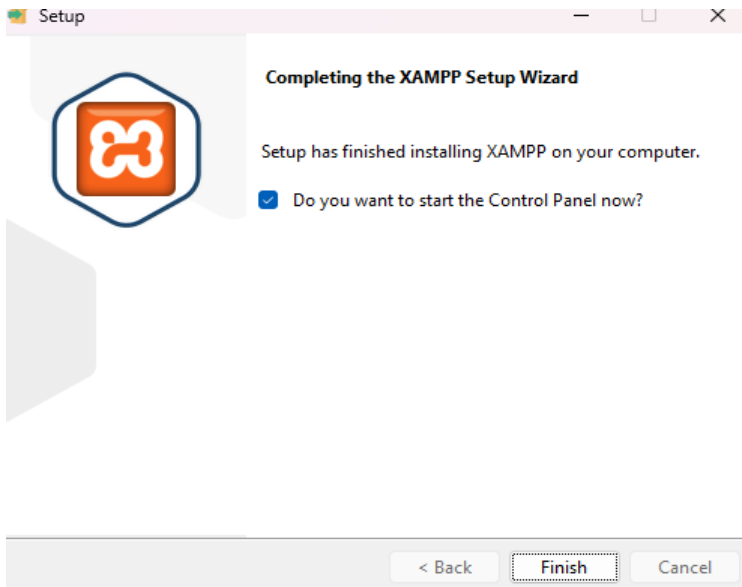 Setup
Completing the XAMPP Setup Wizard
Setup has finished installing XAMPP on your computer.
Do you want to start the Control Panel now?
< Back
Finish
Cancel